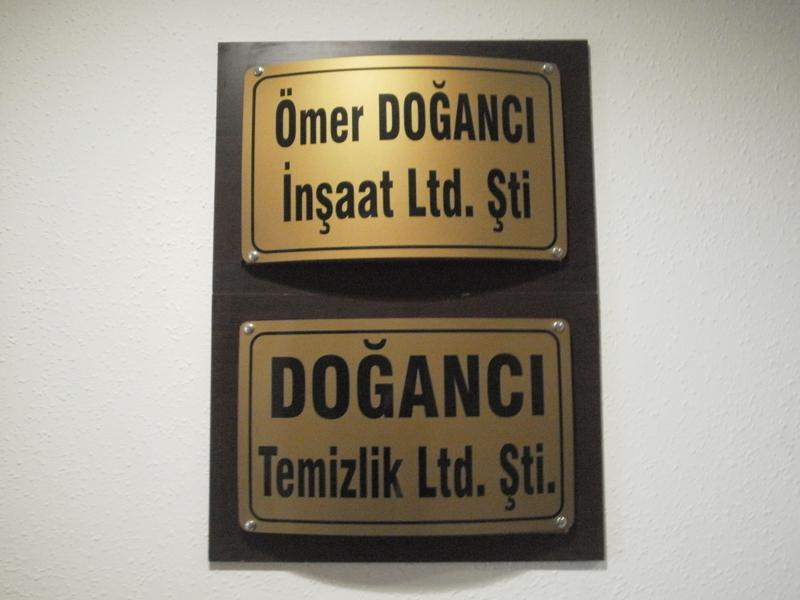 Ömer DOĞANCI
İnşaat Ltd. Şti
DOĞANCI
Temizlik Ltd. Şti.